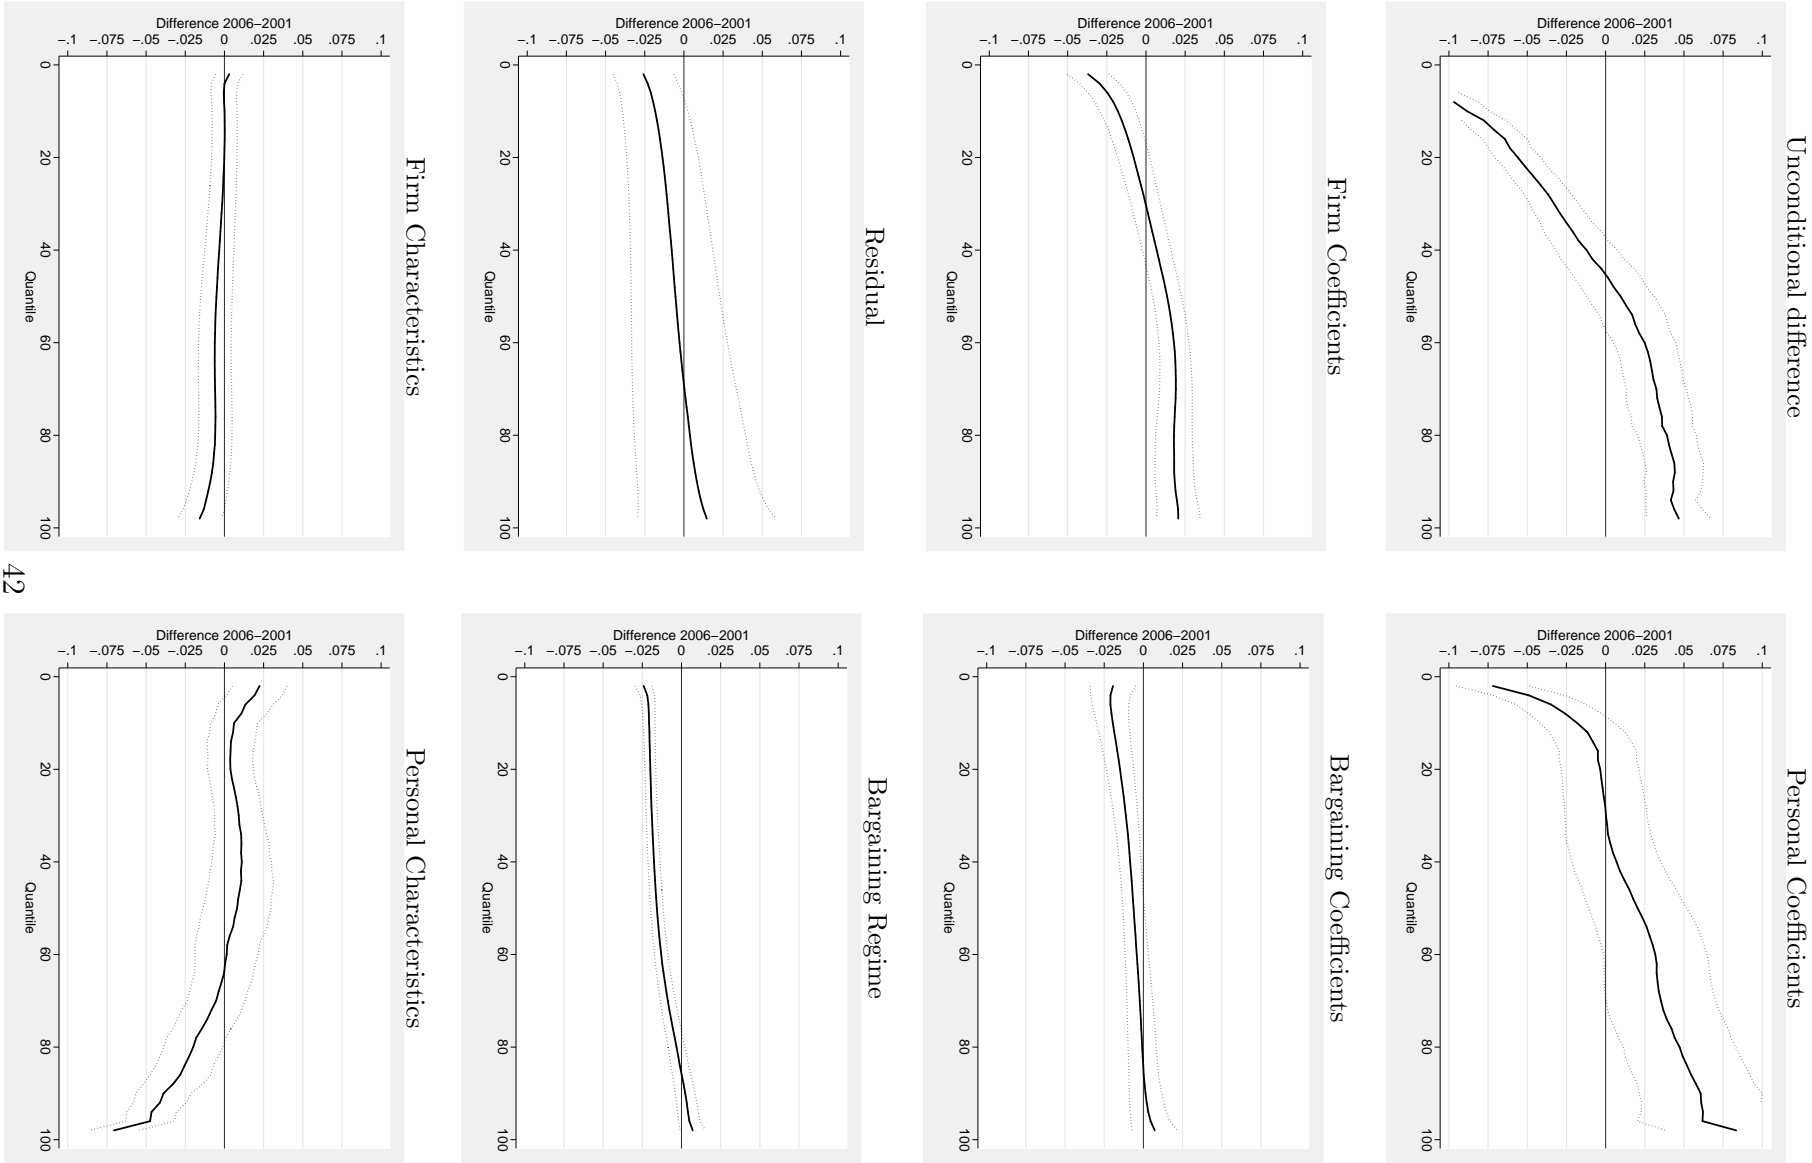 Unconditional difference
Difference 2006–2001
−.1 −.075 −.05 −.025 0 .025 .05 .075 .1
0 20 40 60 80 100
Quantile
Personal Coefficients
Difference 2006–2001
−.1 −.075 −.05 −.025 0 .025 .05 .075 .1
0 20 40 60 80 100
Quantile
Firm Coefficients
Difference 2006–2001
−.1 −.075 −.05 −.025 0 .025 .05 .075 .1
0 20 40 60 80 100
Quantile
Bargaining Coefficients
Difference 2006–2001
−.1 −.075 −.05 −.025 0 .025 .05 .075 .1
0 20 40 60 80 100
Quantile
Residual
Difference 2006–2001
−.1 −.075 −.05 −.025 0 .025 .05 .075 .1
0 20 40 60 80 100
Quantile
Bargaining Regime
Difference 2006–2001
−.1 −.075 −.05 −.025 0 .025 .05 .075 .1
0 20 40 60 80 100
Quantile
Firm Characteristics
Difference 2006–2001
−.1 −.075 −.05 −.025 0 .025 .05 .075 .1
0 20 40 60 80 100
Quantile
Personal Characteristics
Difference 2006–2001
−.1 −.075 −.05 −.025 0 .025 .05 .075 .1
0 20 40 60 80 100
Quantile
42